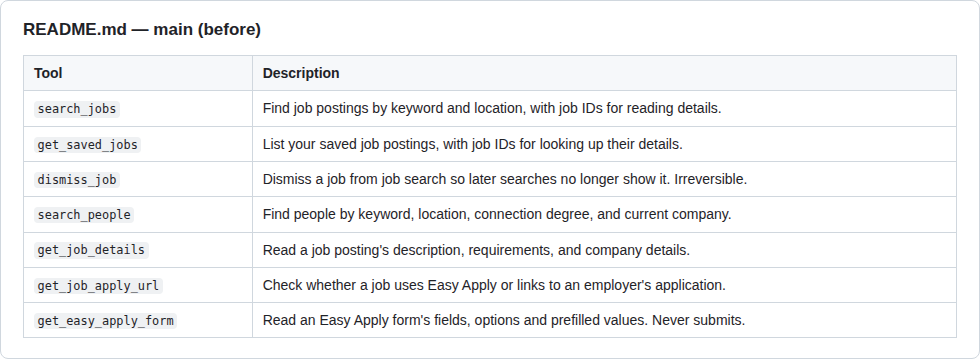 README.md — main (before)
Tool Description
search_jobs Find job postings by keyword and location, with job IDs for reading details.
get_saved_jobs List your saved job postings, with job IDs for looking up their details.
dismiss_job Dismiss a job from job search so later searches no longer show it. Irreversible.
search_people Find people by keyword, location, connection degree, and current company.
get_job_details Read a job posting's description, requirements, and company details.
get_job_apply_url Check whether a job uses Easy Apply or links to an employer's application.
get_easy_apply_form Read an Easy Apply form's fields, options and prefilled values. Never submits.